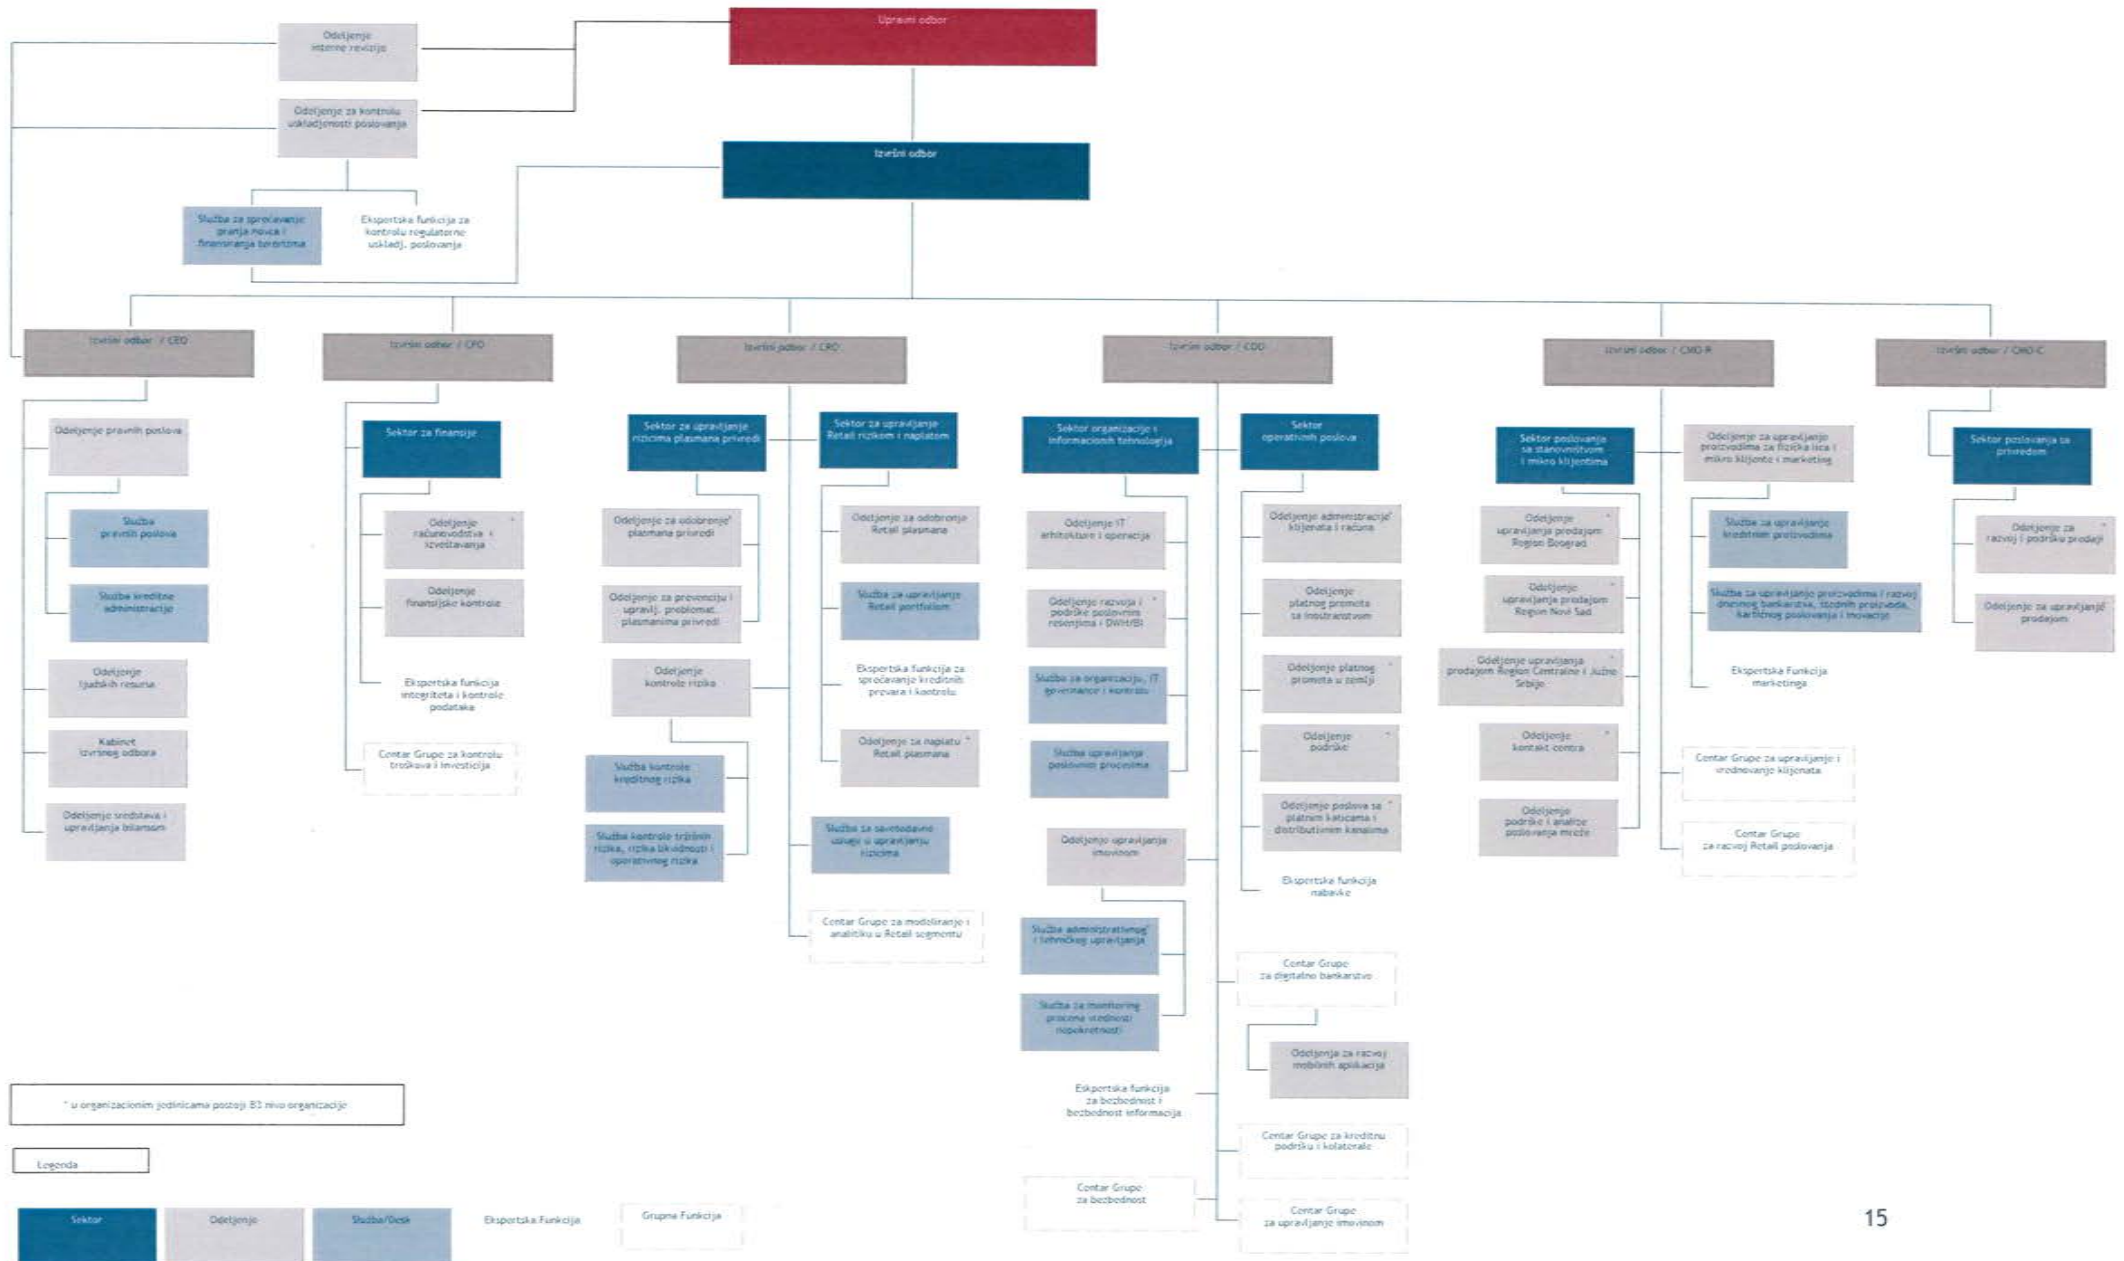 Upravni odbor
Odeljenje
interne revizije
Odeljenje za kontrolu
uskladjenosti poslovanja
Izvršni odbor
Služba za sprečavanje
pranja novca i
finansiranja terorizma
Ekspertska funkcija za
kontrolu regulatorne
uskladj. poslovanja
Izvršni odbor / CEO
Izvršni odbor / CFO
Izvršni odbor / CRO
Izvršni odbor / COO
Izvršni odbor / CMO-R
Izvršni odbor / CMO-C
Odeljenje pravnih poslova
Služba
pravnih poslova
Služba kreditne
administracije
Odeljenje
ljudskih resursa
Kabinet
Izvršnog odbora
Odeljenje sredstava i
upravljanja bilansom
Sektor za finansije
Odeljenje *
računovodstva i
izveštavanja
Odeljenje
finansijske kontrole
Ekspertska funkcija
integriteta i kontrole
podataka
Centar Grupe za kontrolu
troškova i investicija
Sektor za upravljanje
rizicima plasmana privredi
Odeljenje za odobrenje*
plasmana privredi
Odeljenje za prevenciju i
upravlj. problemat.
plasmanima privredi
Odeljenje
kontrole rizika
Služba kontrole
kreditnog rizika
Služba kontrole tržišnih
rizika, rizika likvidnosti i
operativnog rizika
Sektor za upravljanje
Retail rizikom i naplatom
Odeljenje za odobrenje
Retail plasmana
Služba za upravljanje
Retail portfoliom
Ekspertska funkcija za
sprečavanje kreditnih
prevara i kontrolu
Odeljenje za naplatu *
Retail plasmana
Služba za savetodavne
usluge u upravljanju
rizicima
Centar Grupe za modeliranje i
analitiku u Retail segmentu
Sektor organizacije i
informacionih tehnologija
Odeljenje IT *
arhitekture i operacija
Odeljenje razvoja i *
podrške poslovnim
rešenjima i DWH/BI
Služba za organizaciju, IT
governance i kontrolu
Služba upravljanja
poslovnim procesima
Odeljenje upravljanja
imovinom
Služba administrativnog*
i tehničkog upravljanja
Služba za monitoring
procena vrednosti
nepokretnosti
Eskpertska funkcija
za bezbednost i
bezbednost informacija
Centar Grupe
za bezbednost
Sektor
operativnih poslova
Odeljenje administracije*
klijenata i računa
Odeljenje
platnog prometa
sa inostranstvom
Odeljenje platnog *
prometa u zemlji
Odeljenje *
podrške
Odeljenje poslova sa *
platnim karticama i
distributivnim kanalima
Ekspertska funkcija
nabavke
Centar Grupe
za digitalno bankarstvo
Odeljenja za razvoj
mobilnih aplikacija
Centar Grupe za kreditnu
podršku i kolaterale
Centar Grupe
za upravljanje imovinom
Sektor poslovanja
sa stanovništvom
i mikro klijentima
Odeljenje *
upravljanja prodajom
Region Beograd
Odeljenje *
upravljanja prodajom
Region Novi Sad
Odeljenje upravljanja *
prodajom Region Centralne i Južne
Srbije
Odeljenje *
kontakt centra
Odeljenje
podrške i analize
poslovanja mreže
Odeljenje za upravljanje
proizvodima za fizička lica i
mikro klijente i marketing
Služba za upravljanje
kreditnim proizvodima
Služba za upravljanje proizvodima i razvoj
dnevnog bankarstva, štednih proizvoda,
kartičnog poslovanja i inovacije
Ekspertska Funkcija
marketinga
Centar Grupe za upravljanje i
vrednovanje klijenata
Centar Grupe
za razvoj Retail poslovanja
Sektor poslovanja sa
privredom
Odeljenje za *
razvoj i podršku prodaji
Odeljenje za upravljanje*
prodajom
* u organizacionim jedinicama postoji B3 nivo organizacije
Legenda
Sektor
Odeljenje
Služba/Desk
Ekspertska Funkcija
Grupna Funkcija
15